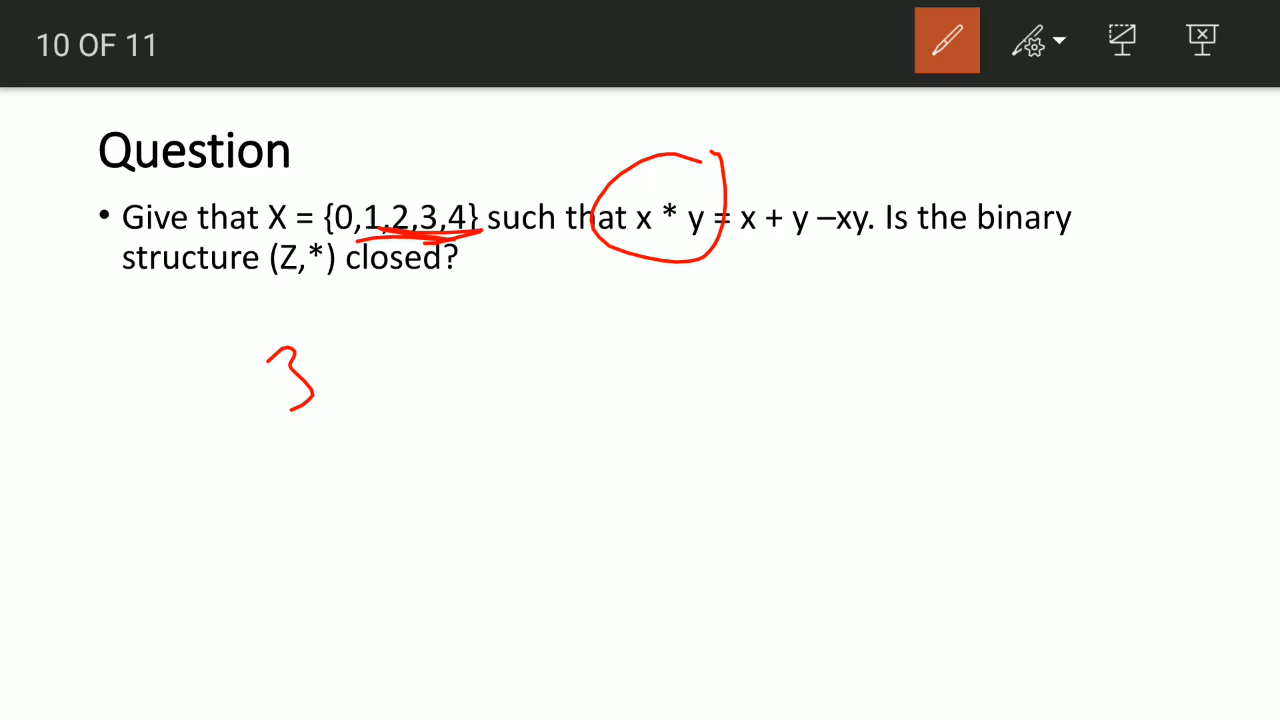 10 OF 11
Question
• Give that X = {0,1,2,3,4} such that x * y = x + y –xy. Is the binary
structure (Z,*) closed?
3